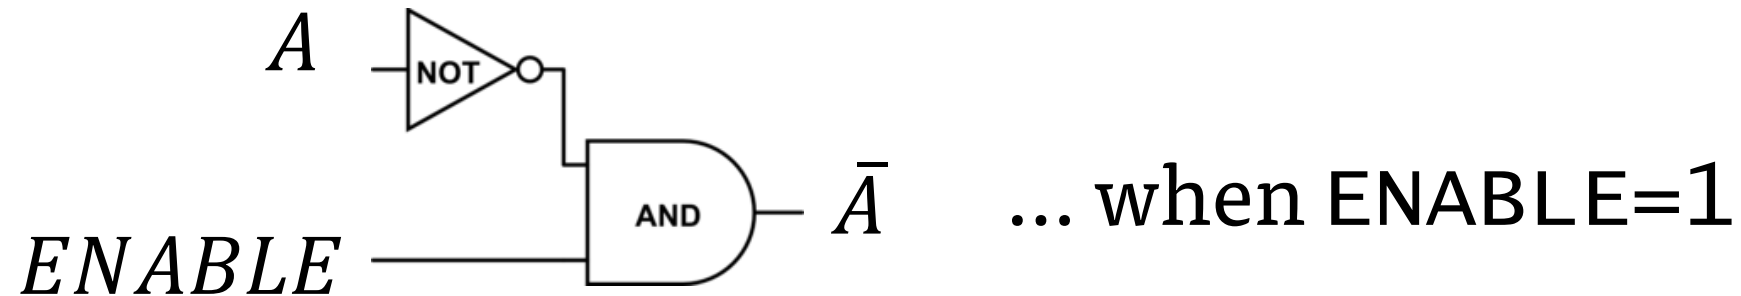 A
NOT
AND
Ā
... when ENABLE=1
ENABLE